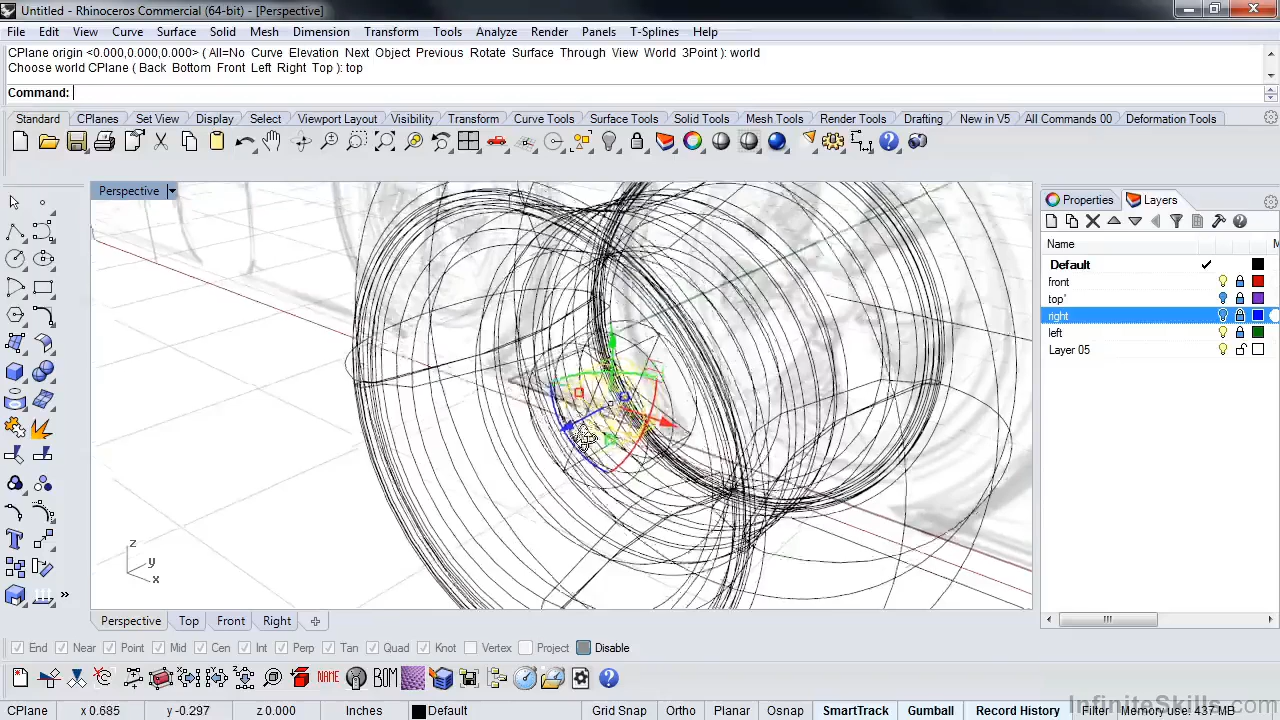 Untitled - Rhinoceros Commercial (64-bit) - [Perspective]
File Edit View Curve Surface Solid Mesh Dimension Transform Tools Analyze Render Panels T-Splines Help
CPlane origin <0.000,0.000,0.000> ( All=No Curve Elevation Next Object Previous Rotate Surface Through View World 3Point ): world
Choose world CPlane ( Back Bottom Front Left Right Top ): top
Command:
Standard CPlanes Set View Display Select Viewport Layout Visibility Transform Curve Tools Surface Tools Solid Tools Mesh Tools Render Tools Drafting New in V5 All Commands 00 Deformation Tools
Perspective
Properties Layers
Name M
Default
front
top'
right
left
Layer 05
z
y
x
Perspective Top Front Right
End Near Point Mid Cen Int Perp Tan Quad Knot Vertex Project Disable
NAME BOM
CPlane x 0.685 y -0.297 z 0.000 Inches Default Grid Snap Ortho Planar Osnap SmartTrack Gumball Record History Filter Memory use: 437 MB
InfiniteSkills.com